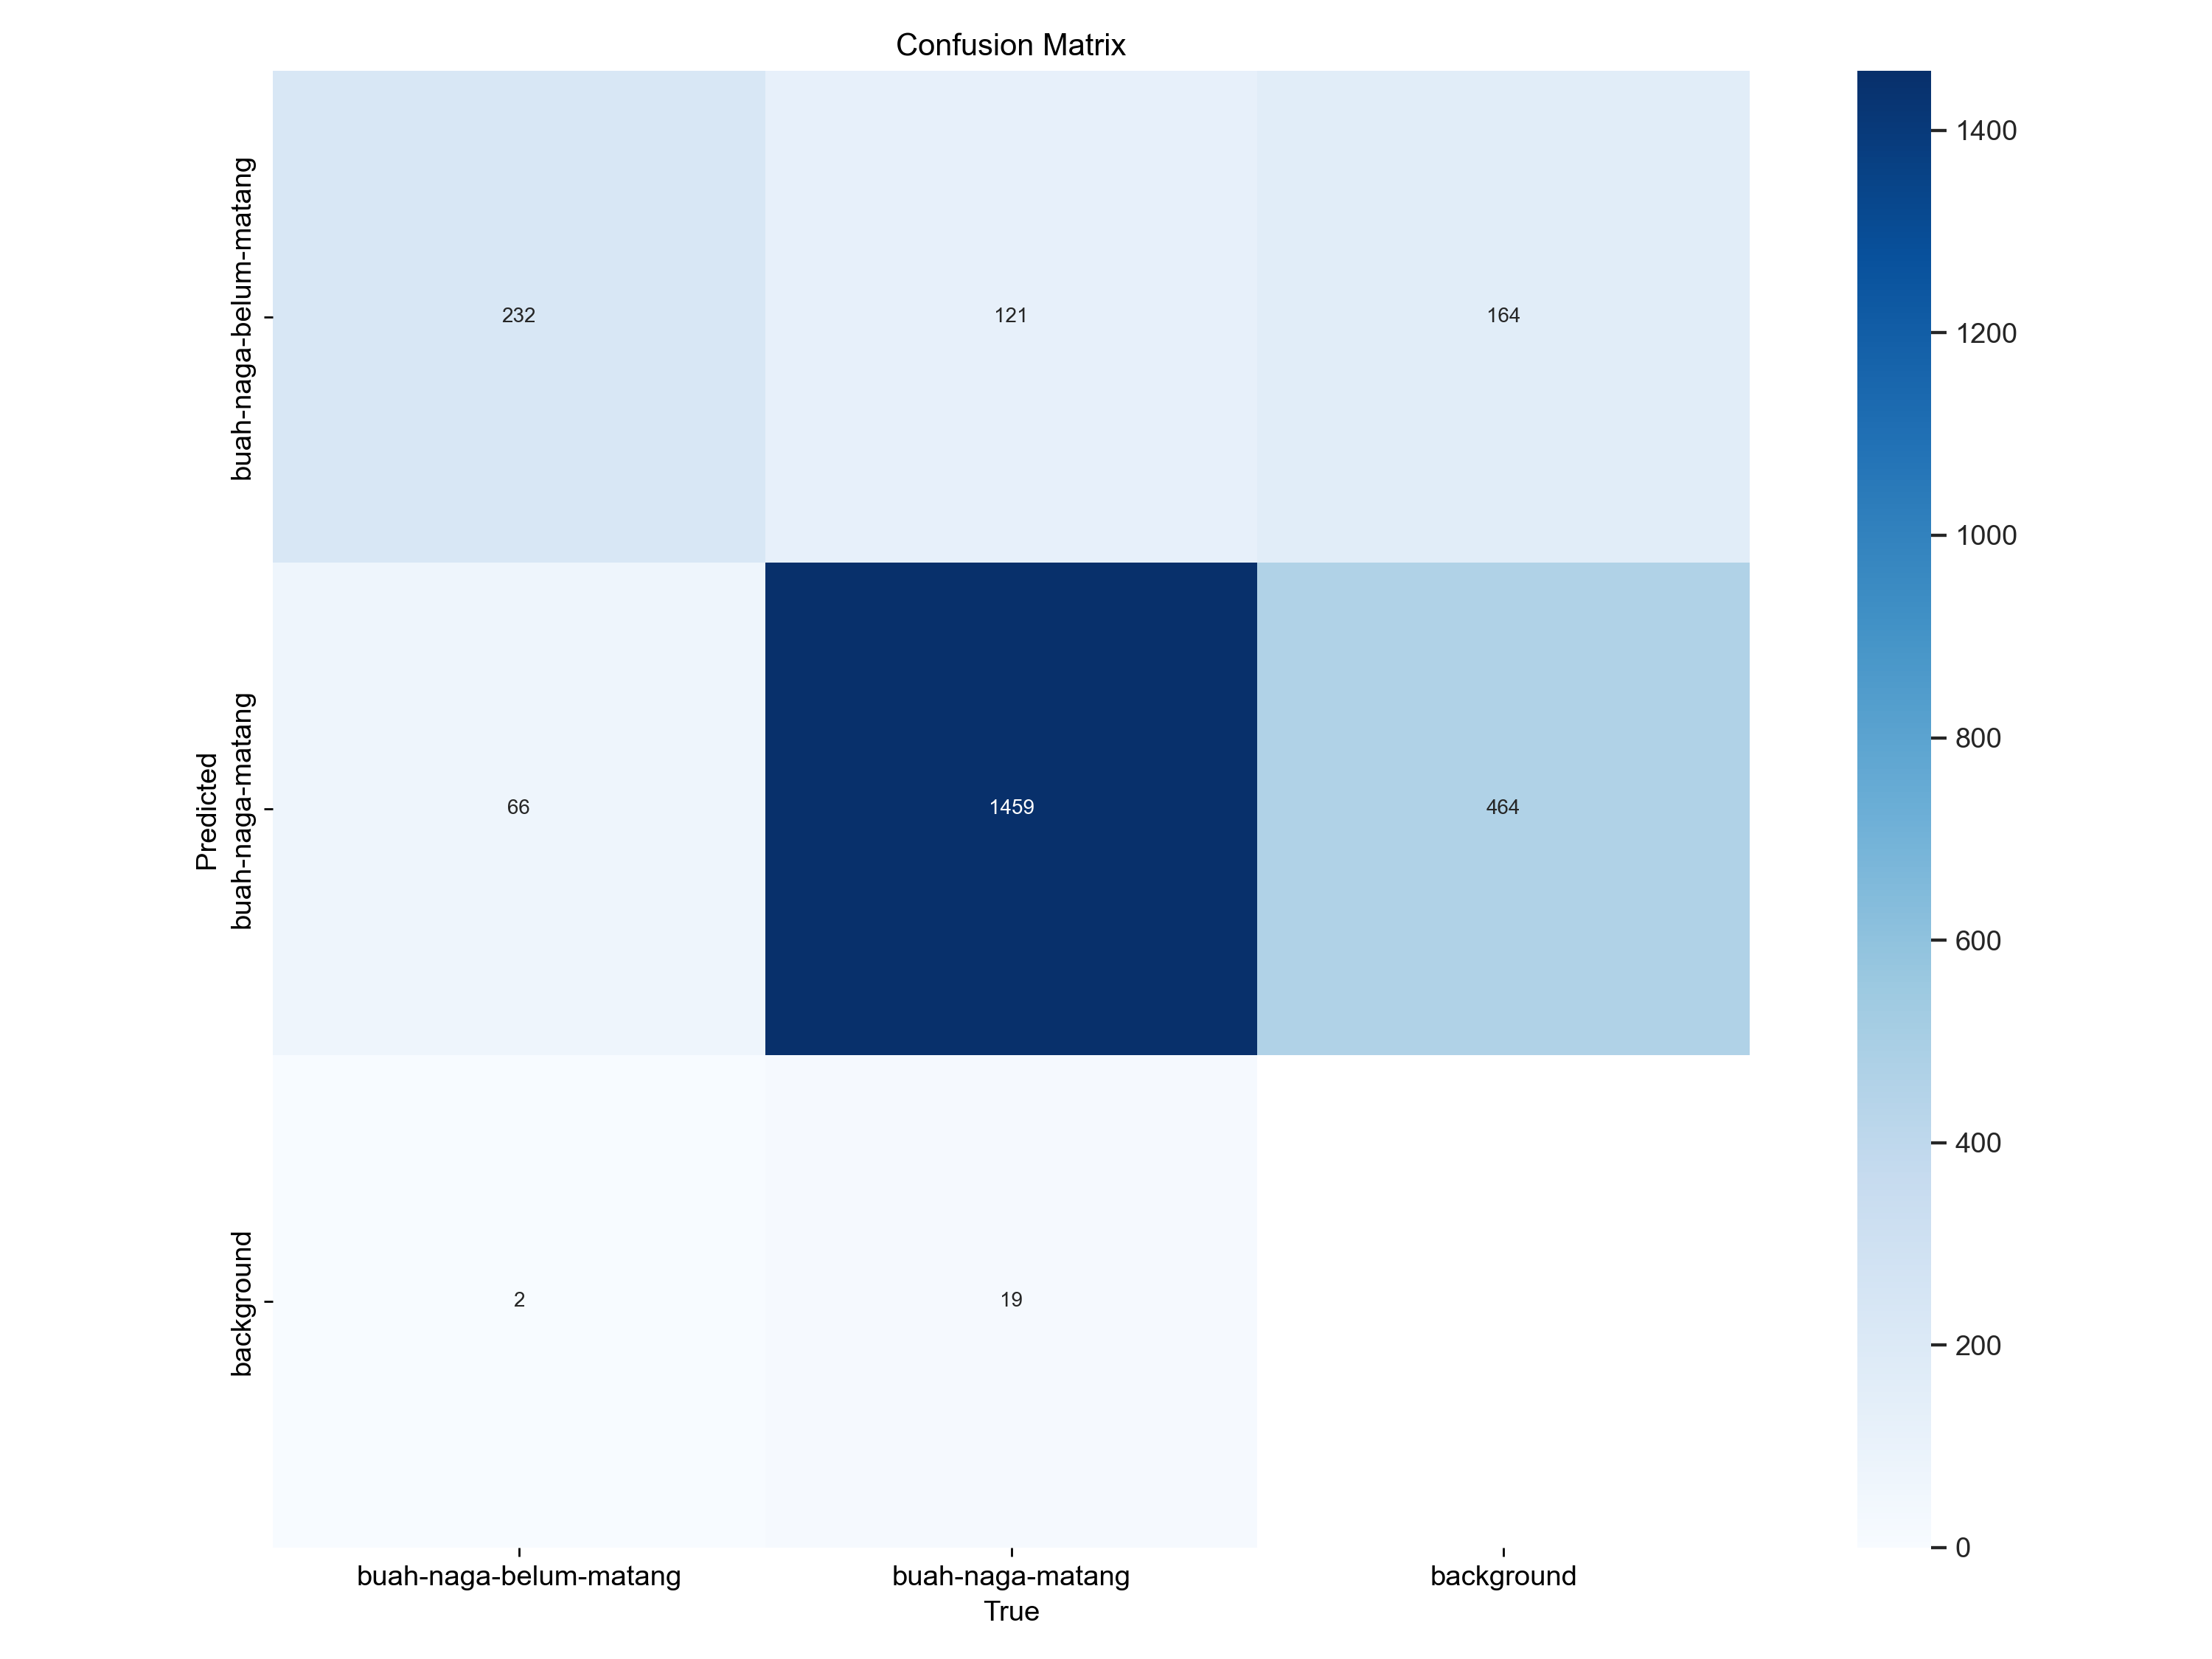 Confusion Matrix
Predicted
buah-naga-belum-matang
232
121
164
buah-naga-matang
66
1459
464
background
2
19
buah-naga-belum-matang
buah-naga-matang
background
True
1400
1200
1000
800
600
400
200
0